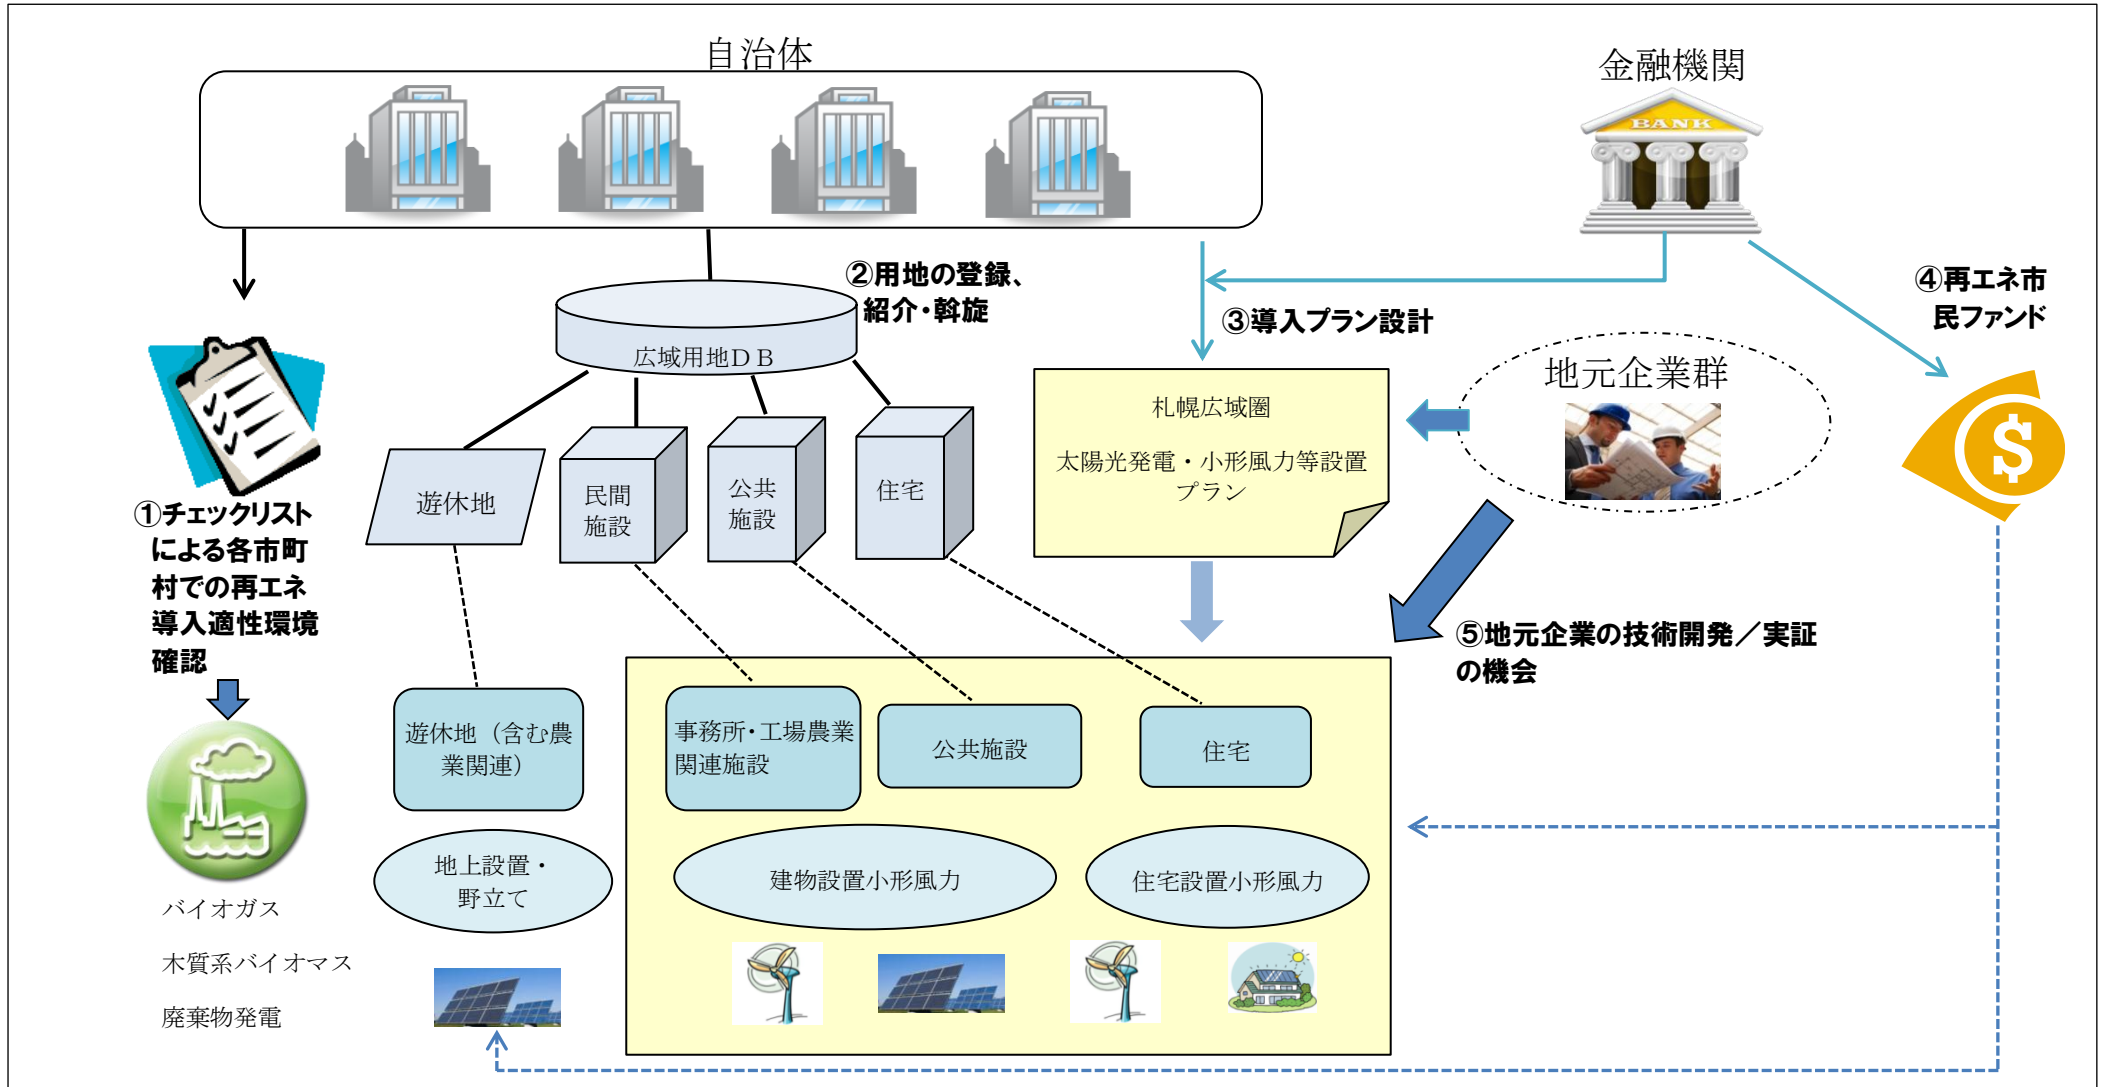 自治体
金融機関
BANK
②用地の登録、
紹介・斡旋
④再エネ市
民ファンド
③導入プラン設計
広域用地ＤＢ
地元企業群
札幌広域圏
太陽光発電・小形風力等設置
プラン
遊休地
民間
施設
公共
施設
住宅
①チェックリスト
による各市町
村での再エネ
導入適性環境
確認
⑤地元企業の技術開発／実証
の機会
遊休地（含む農
業関連）
事務所・工場農業
関連施設
公共施設
住宅
地上設置・
野立て
建物設置小形風力
住宅設置小形風力
バイオガス
木質系バイオマス
廃棄物発電
$